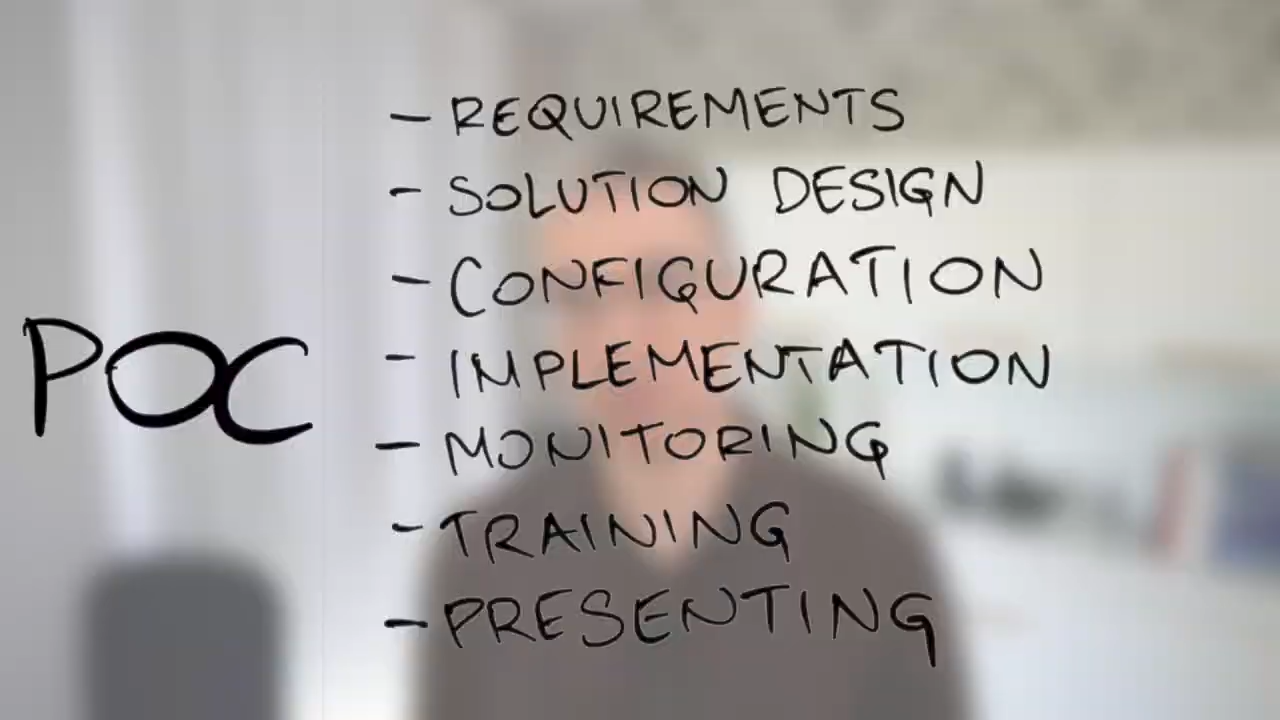 POC
- REQUIREMENTS
- SOLUTION DESIGN
- CONFIGURATION
- IMPLEMENTATION
- MONITORING
- TRAINING
- PRESENTING